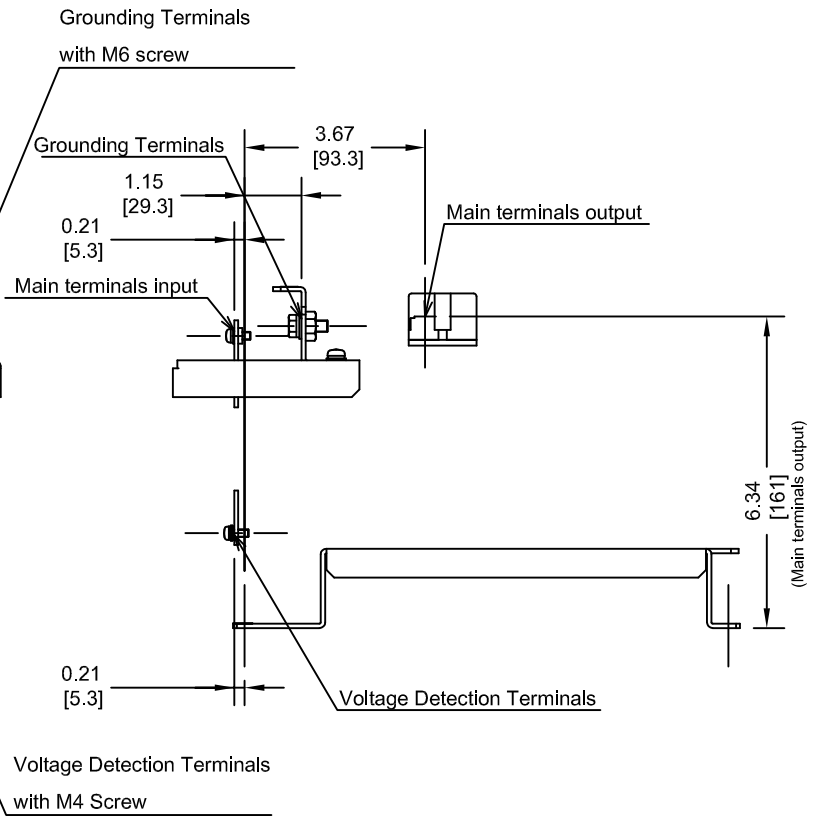 Grounding Terminals
with M6 screw
Grounding Terminals
3.67
[93.3]
1.15
[29.3]
0.21
[5.3]
Main terminals output
Main terminals input
6.34
[161]
(Main terminals output)
0.21
[5.3]
Voltage Detection Terminals
Voltage Detection Terminals
with M4 Screw